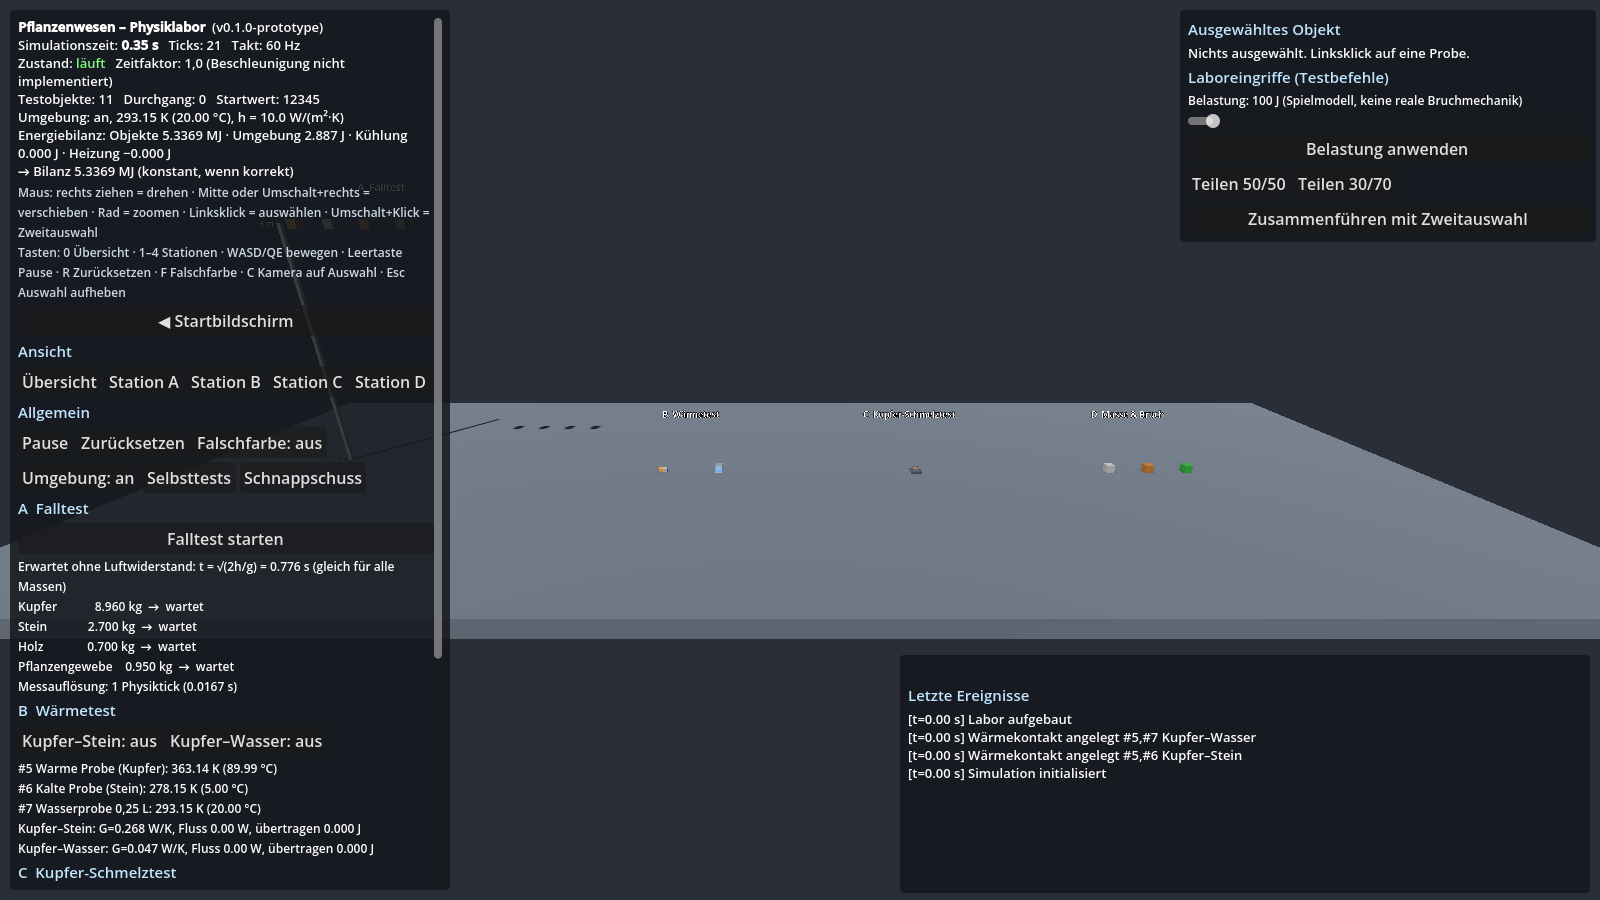 Pflanzenwesen – Physiklabor (v0.1.0-prototype)
Simulationszeit: 0.35 s Ticks: 21 Takt: 60 Hz
Zustand: läuft Zeitfaktor: 1,0 (Beschleunigung nicht
implementiert)
Testobjekte: 11 Durchgang: 0 Startwert: 12345
Umgebung: an, 293.15 K (20.00 °C), h = 10.0 W/(m²·K)
Energiebilanz: Objekte 5.3369 MJ · Umgebung 2.887 J · Kühlung
0.000 J · Heizung −0.000 J
→ Bilanz 5.3369 MJ (konstant, wenn korrekt)
Maus: rechts ziehen = drehen · Mitte oder Umschalt+rechts =
verschieben · Rad = zoomen · Linksklick = auswählen · Umschalt+Klick =
Zweitauswahl
Tasten: 0 Übersicht · 1–4 Stationen · WASD/QE bewegen · Leertaste
Pause · R Zurücksetzen · F Falschfarbe · C Kamera auf Auswahl · Esc
Auswahl aufheben
◀ Startbildschirm
Ansicht
Übersicht Station A Station B Station C Station D
Allgemein
Pause Zurücksetzen Falschfarbe: aus
Umgebung: an Selbsttests Schnappschuss
A Falltest
Falltest starten
Erwartet ohne Luftwiderstand: t = √(2h/g) = 0.776 s (gleich für alle
Massen)
Kupfer 8.960 kg → wartet
Stein 2.700 kg → wartet
Holz 0.700 kg → wartet
Pflanzengewebe 0.950 kg → wartet
Messauflösung: 1 Physiktick (0.0167 s)
B Wärmetest
Kupfer–Stein: aus Kupfer–Wasser: aus
#5 Warme Probe (Kupfer): 363.14 K (89.99 °C)
#6 Kalte Probe (Stein): 278.15 K (5.00 °C)
#7 Wasserprobe 0,25 L: 293.15 K (20.00 °C)
Kupfer–Stein: G=0.268 W/K, Fluss 0.00 W, übertragen 0.000 J
Kupfer–Wasser: G=0.047 W/K, Fluss 0.00 W, übertragen 0.000 J
C Kupfer-Schmelztest
A Falltest
B Wärmetest
C Kupfer-Schmelztest
D Masse & Bruch
Ausgewähltes Objekt
Nichts ausgewählt. Linksklick auf eine Probe.
Laboreingriffe (Testbefehle)
Belastung: 100 J (Spielmodell, keine reale Bruchmechanik)
Belastung anwenden
Teilen 50/50 Teilen 30/70
Zusammenführen mit Zweitauswahl
Letzte Ereignisse
[t=0.00 s] Labor aufgebaut
[t=0.00 s] Wärmekontakt angelegt #5,#7 Kupfer–Wasser
[t=0.00 s] Wärmekontakt angelegt #5,#6 Kupfer–Stein
[t=0.00 s] Simulation initialisiert